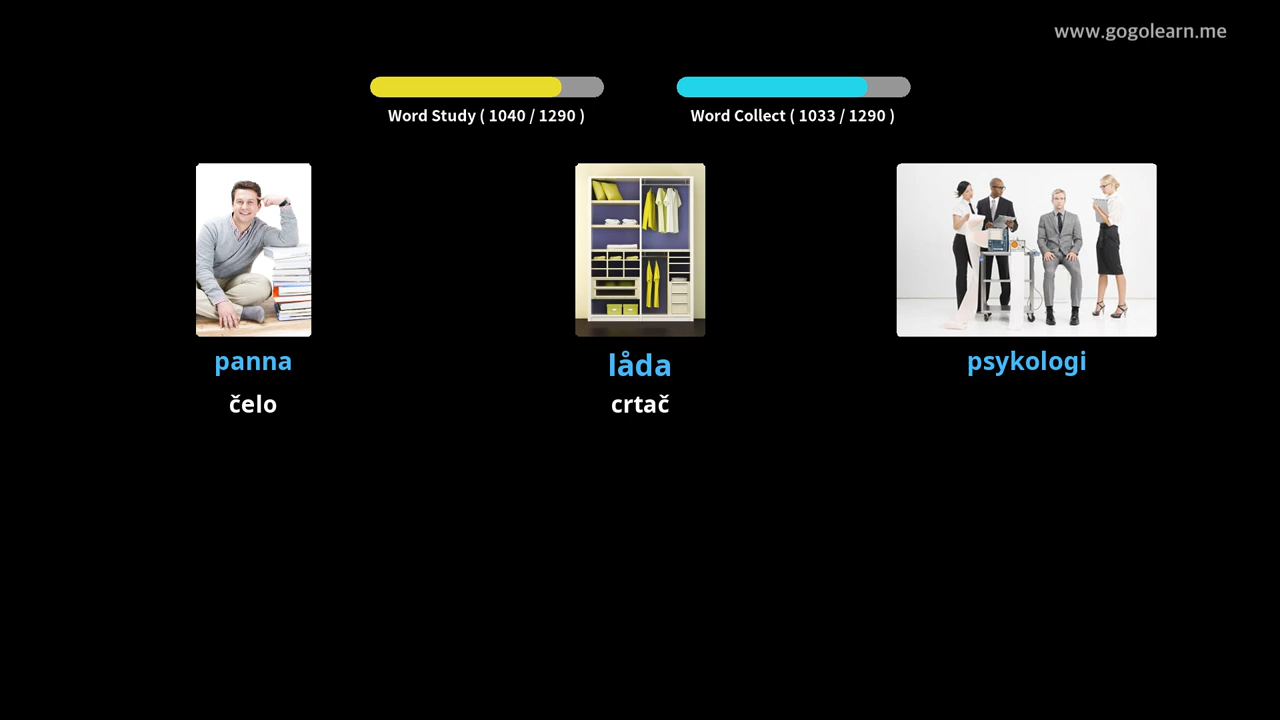 www.gogolearn.me
Word Study ( 1040 / 1290 )
Word Collect ( 1033 / 1290 )
panna
låda
psykologi
čelo
crtač